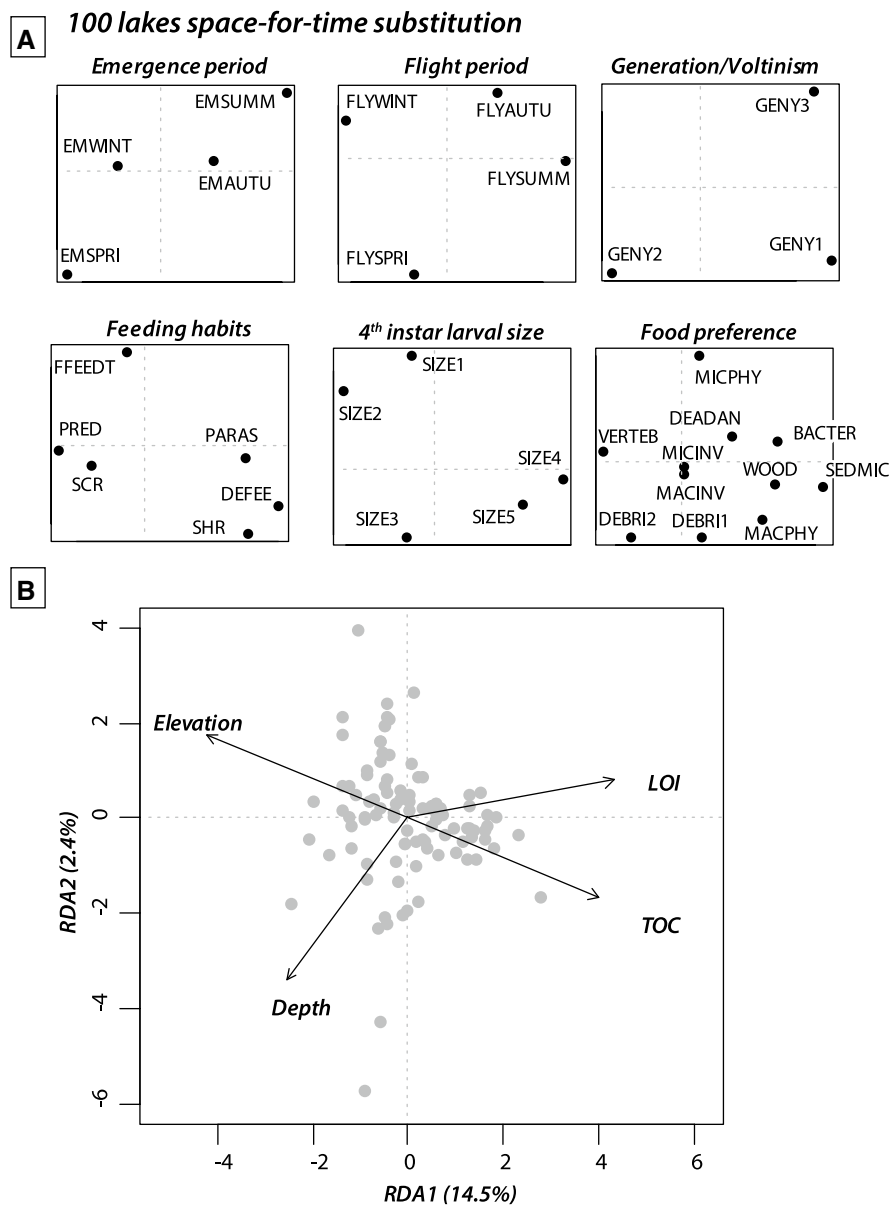 A
100 lakes space-for-time substitution
Emergence period
EMSUMM
EMWINT
EMAUTU
EMSPRI
Flight period
FLYWINT
FLYAUTU
FLYSUMM
FLYSPRI
Generation/Voltinism
GENY3
GENY2
GENY1
Feeding habits
FFEEDT
PRED
PARAS
SCR
DEFEE
SHR
4th instar larval size
SIZE1
SIZE2
SIZE4
SIZE3
SIZE5
Food preference
MICPHY
DEADAN
VERTEB
BACTER
MICINV
WOOD
SEDMIC
MACINV
DEBRI2
DEBRI1
MACPHY
B
4
2
0
-2
-4
-6
RDA2 (2.4%)
Elevation
LOI
TOC
Depth
-4
-2
0
2
4
6
RDA1 (14.5%)